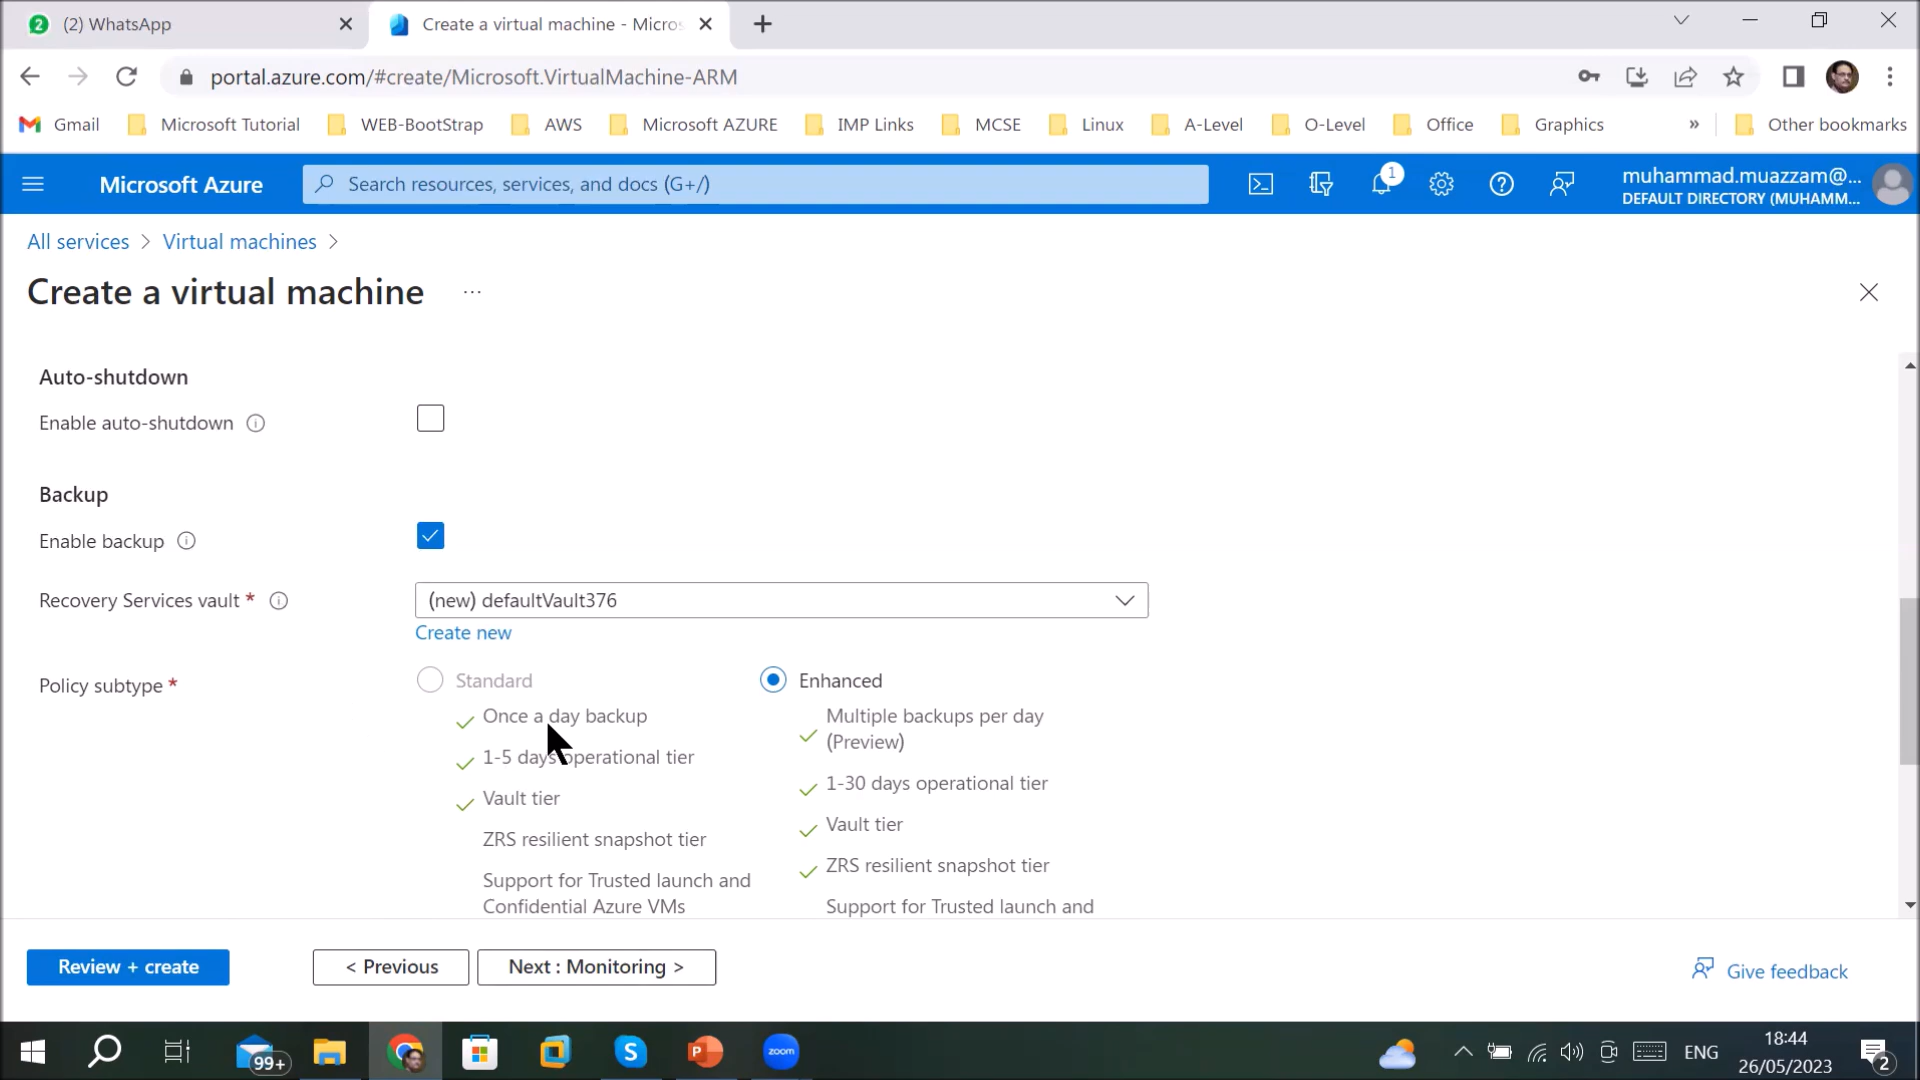 2
(2) WhatsApp
Create a virtual machine - Micros
portal.azure.com/#create/Microsoft.VirtualMachine-ARM
Gmail
Microsoft Tutorial
WEB-BootStrap
AWS
Microsoft AZURE
IMP Links
MCSE
Linux
A-Level
O-Level
Office
Graphics
»
Other bookmarks
Microsoft Azure
Search resources, services, and docs (G+/)
1
muhammad.muazzam@...
DEFAULT DIRECTORY (MUHAMM...
All services > Virtual machines >
Create a virtual machine ...
Auto-shutdown
Enable auto-shutdown
Backup
Enable backup
Recovery Services vault *
(new) defaultVault376
Create new
Policy subtype *
Standard
Once a day backup
1-5 days operational tier
Vault tier
ZRS resilient snapshot tier
Support for Trusted launch and
Confidential Azure VMs
Enhanced
Multiple backups per day
(Preview)
1-30 days operational tier
Vault tier
ZRS resilient snapshot tier
Support for Trusted launch and
Review + create
< Previous
Next : Monitoring >
Give feedback
99+
S
P
zoom
ENG
18:44
26/05/2023
2